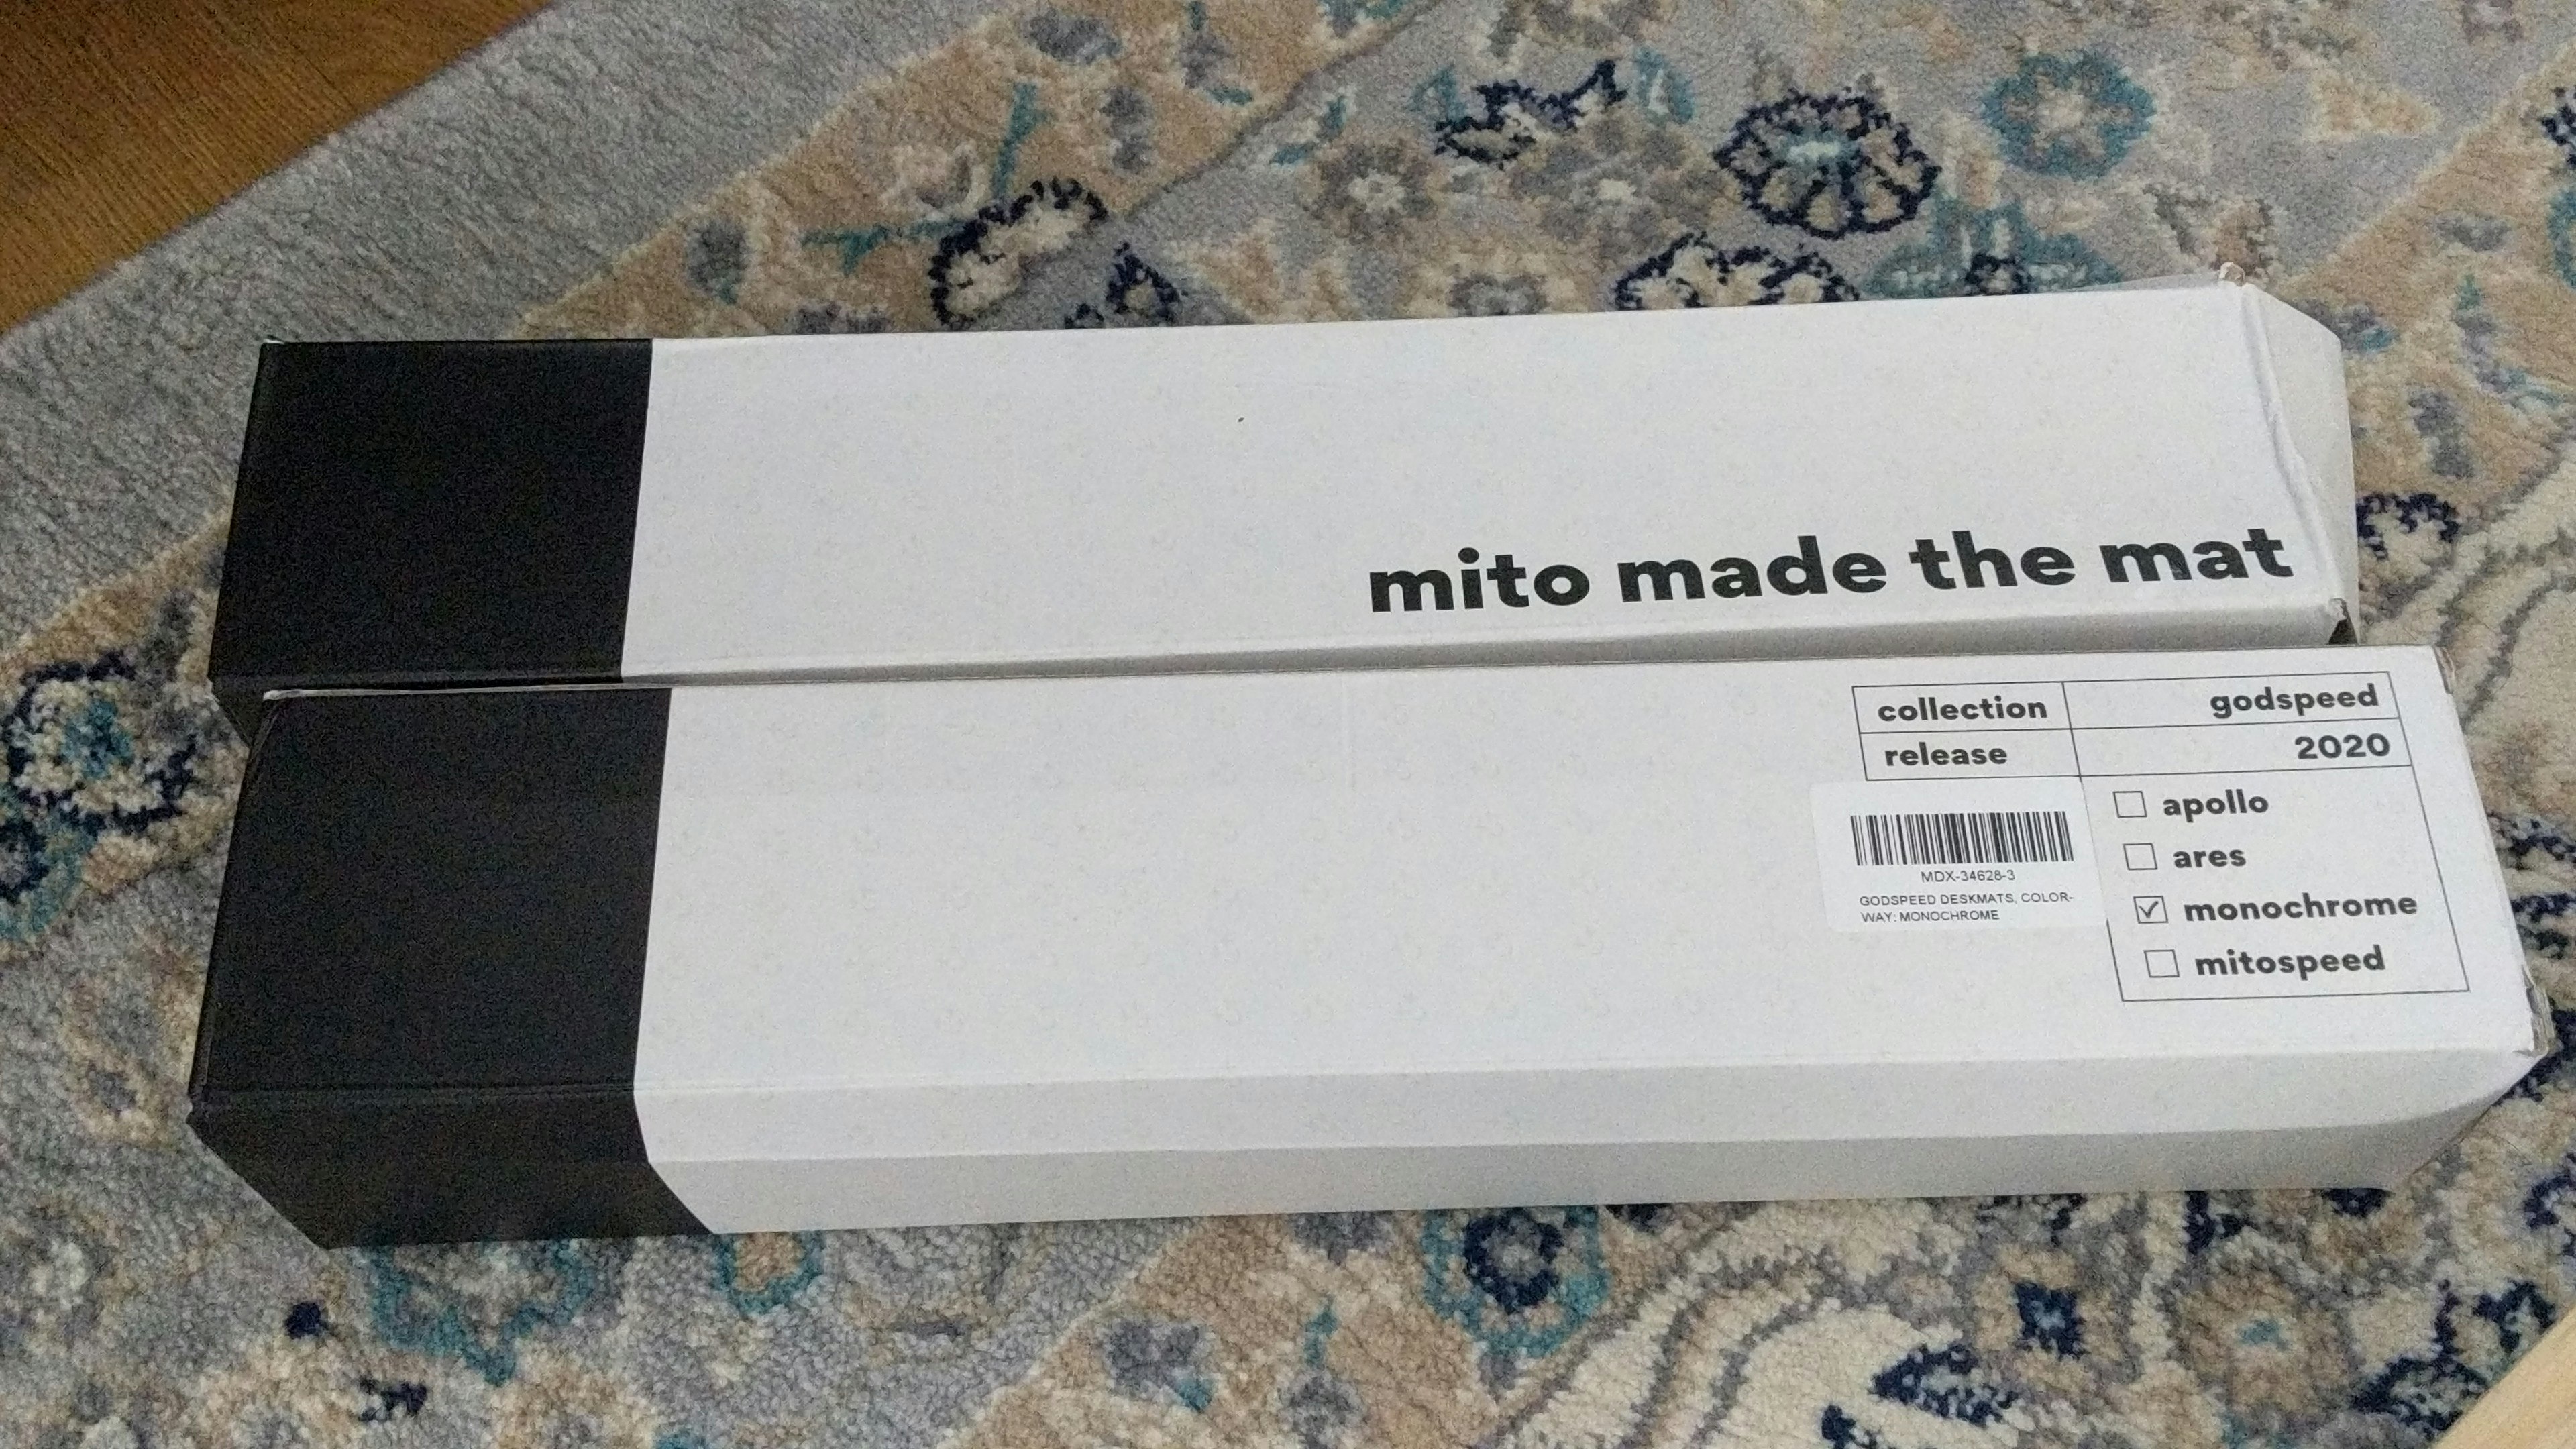 mito made the mat
collection godspeed
release 2020
apollo
ares
monochrome
mitospeed
MDX-34628-3
GODSPEED DESKMATS, COLOR-
WAY: MONOCHROME